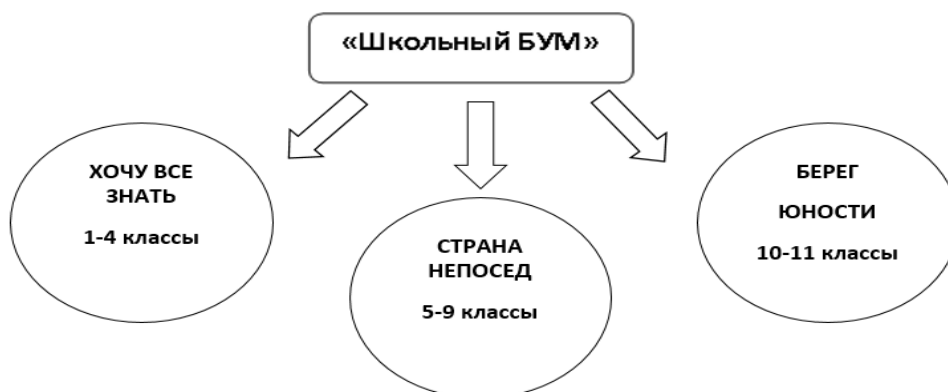 «Школьный БУМ»
ХОЧУ ВСЕ
ЗНАТЬ
1-4 классы
СТРАНА
НЕПОСЕД
5-9 классы
БЕРЕГ
ЮНОСТИ
10-11 классы